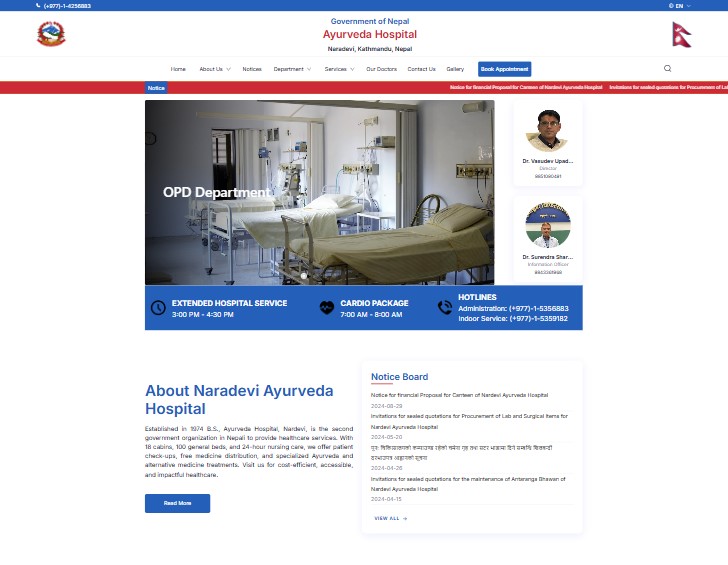 (+977)-1-4256883
EN
Government of Nepal
Ayurveda Hospital
Naradevi, Kathmandu, Nepal
Home
About Us
Notices
Department
Services
Our Doctors
Contact Us
Gallery
Book Appointment
Notice
Notice for financial Proposal for Canteen of Nardevi Ayurveda Hospital
Invitations for sealed quotations for Procurement of Lab
OPD Department
Dr. Vasudev Upad...
Director
Dr. Surendra Shar...
Information Officer
EXTENDED HOSPITAL SERVICE
3:00 PM - 4:30 PM
CARDIO PACKAGE
7:00 AM - 8:00 AM
HOTLINES
Administration: (+977)-1-5356883
Indoor Service: (+977)-1-5359182
About Naradevi Ayurveda
Hospital
Established in 1974 B.S., Ayurveda Hospital, Nardevi, is the second
government organization in Nepal to provide healthcare services. With
16 cabins, 100 general beds, and 24-hour nursing care, we offer patient
check-ups, free medicine distribution, and specialized Ayurveda and
alternative medicine treatments. Visit us for cost-efficient, accessible,
and impactful healthcare.
Read More
Notice Board
Notice for financial Proposal for Canteen of Nardevi Ayurveda Hospital
2024-08-29
Invitations for sealed quotations for Procurement of Lab and Surgical Items for
Nardevi Ayurveda Hospital
2024-05-20
2024-04-26
Invitations for sealed quotations for the maintenance of Antaranga Bhawan of
Nardevi Ayurveda Hospital
2024-04-15
VIEW ALL